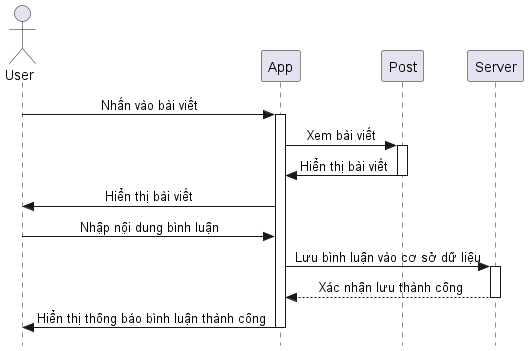 User
App
Post
Server
Nhấn vào bài viết
Xem bài viết
Hiển thị bài viết
Hiển thị bài viết
Nhập nội dung bình luận
Lưu bình luận vào cơ sở dữ liệu
Xác nhận lưu thành công
Hiển thị thông báo bình luận thành công